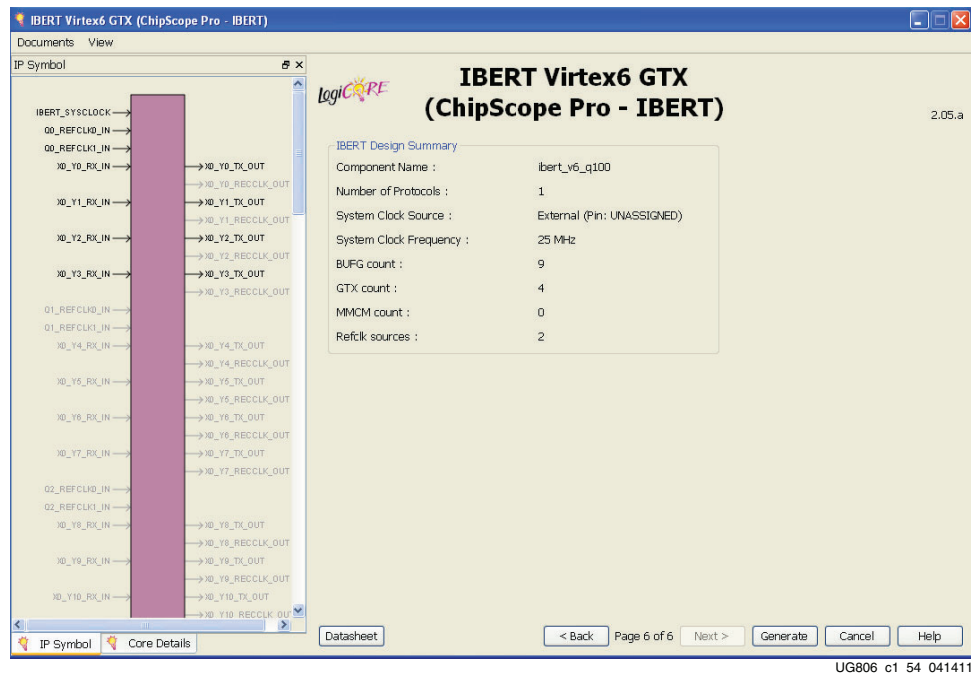 IBERT Virtex6 GTX (ChipScope Pro - IBERT)
Documents View
IP Symbol
IBERT_SYSCLOCK
Q0_REFCLK0_IN
Q0_REFCLK1_IN
X0_Y0_RX_IN X0_Y0_TX_OUT
X0_Y0_RECCLK_OUT
X0_Y1_RX_IN X0_Y1_TX_OUT
X0_Y1_RECCLK_OUT
X0_Y2_RX_IN X0_Y2_TX_OUT
X0_Y2_RECCLK_OUT
X0_Y3_RX_IN X0_Y3_TX_OUT
X0_Y3_RECCLK_OUT
Q1_REFCLK0_IN
Q1_REFCLK1_IN
X0_Y4_RX_IN X0_Y4_TX_OUT
X0_Y4_RECCLK_OUT
X0_Y5_RX_IN X0_Y5_TX_OUT
X0_Y5_RECCLK_OUT
X0_Y6_RX_IN X0_Y6_TX_OUT
X0_Y6_RECCLK_OUT
X0_Y7_RX_IN X0_Y7_TX_OUT
X0_Y7_RECCLK_OUT
Q2_REFCLK0_IN
Q2_REFCLK1_IN
X0_Y8_RX_IN X0_Y8_TX_OUT
X0_Y8_RECCLK_OUT
X0_Y9_RX_IN X0_Y9_TX_OUT
X0_Y9_RECCLK_OUT
X0_Y10_RX_IN X0_Y10_TX_OUT
X0_Y10_RECCLK_OU
IP Symbol Core Details
LogiCORE
IBERT Virtex6 GTX
(ChipScope Pro - IBERT)
2.05.a
IBERT Design Summary
Component Name : ibert_v6_q100
Number of Protocols : 1
System Clock Source : External (Pin: UNASSIGNED)
System Clock Frequency : 25 MHz
BUFG count : 9
GTX count : 4
MMCM count : 0
Refclk sources : 2
Datasheet < Back Page 6 of 6 Next > Generate Cancel Help
UG806_c1_54_041411